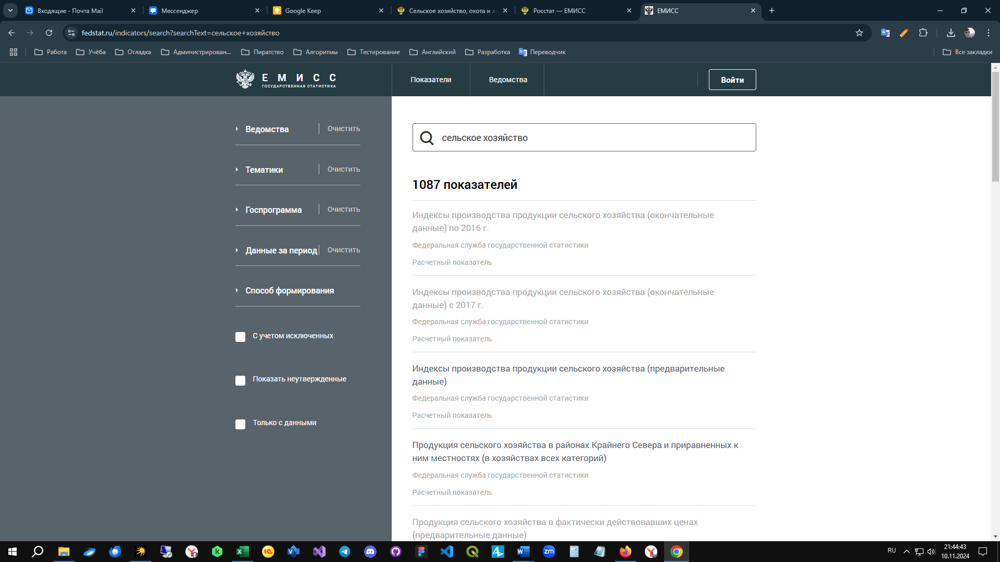 Входящие - Почта Mail
Мессенджер
Google Keep
Сельское хозяйство, охота и л
Росстат — ЕМИСС
ЕМИСС
fedstat.ru/indicators/search?searchText=сельское+хозяйство
Работа
Учёба
Отладка
Администрирован...
Пиратство
Алгоритмы
Тестирование
Английский
Разработка
Переводчик
Все закладки
ЕМИСС
ГОСУДАРСТВЕННАЯ СТАТИСТИКА
Показатели
Ведомства
Войти
Ведомства
Очистить
Тематики
Очистить
Госпрограмма
Очистить
Данные за период
Очистить
Способ формирования
С учетом исключенных
Показать неутвержденные
Только с данными
сельское хозяйство
1087 показателей
Индексы производства продукции сельского хозяйства (окончательные
данные) по 2016 г.
Федеральная служба государственной статистики
Расчетный показатель
Индексы производства продукции сельского хозяйства (окончательные
данные) с 2017 г.
Федеральная служба государственной статистики
Расчетный показатель
Индексы производства продукции сельского хозяйства (предварительные
данные)
Федеральная служба государственной статистики
Расчетный показатель
Продукция сельского хозяйства в районах Крайнего Севера и приравненных к
ним местностях (в хозяйствах всех категорий)
Федеральная служба государственной статистики
Расчетный показатель
Продукция сельского хозяйства в фактически действовавших ценах
(предварительные данные)
RU
21:44:43
10.11.2024